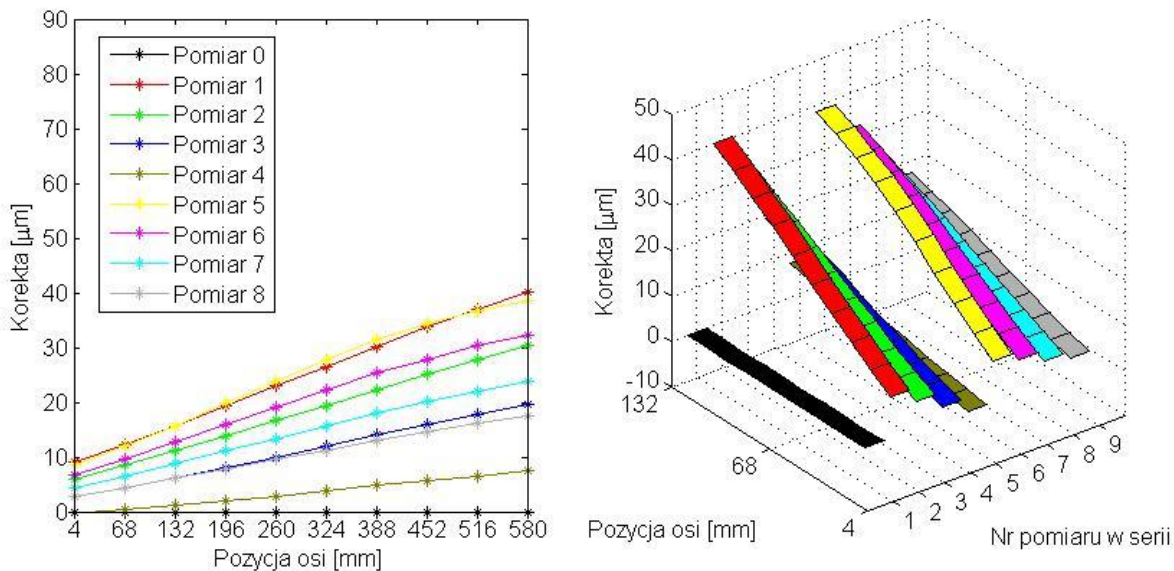 90
80
70
60
50
40
30
20
10
0
Korekta [µm]
Pomiar 0
Pomiar 1
Pomiar 2
Pomiar 3
Pomiar 4
Pomiar 5
Pomiar 6
Pomiar 7
Pomiar 8
4 68 132 196 260 324 388 452 516 580
Pozycja osi [mm]
50
40
30
20
10
0
-10
Korekta [µm]
132
68
4
Pozycja osi [mm]
1 2 3 4 5 6 7 8 9
Nr pomiaru w serii